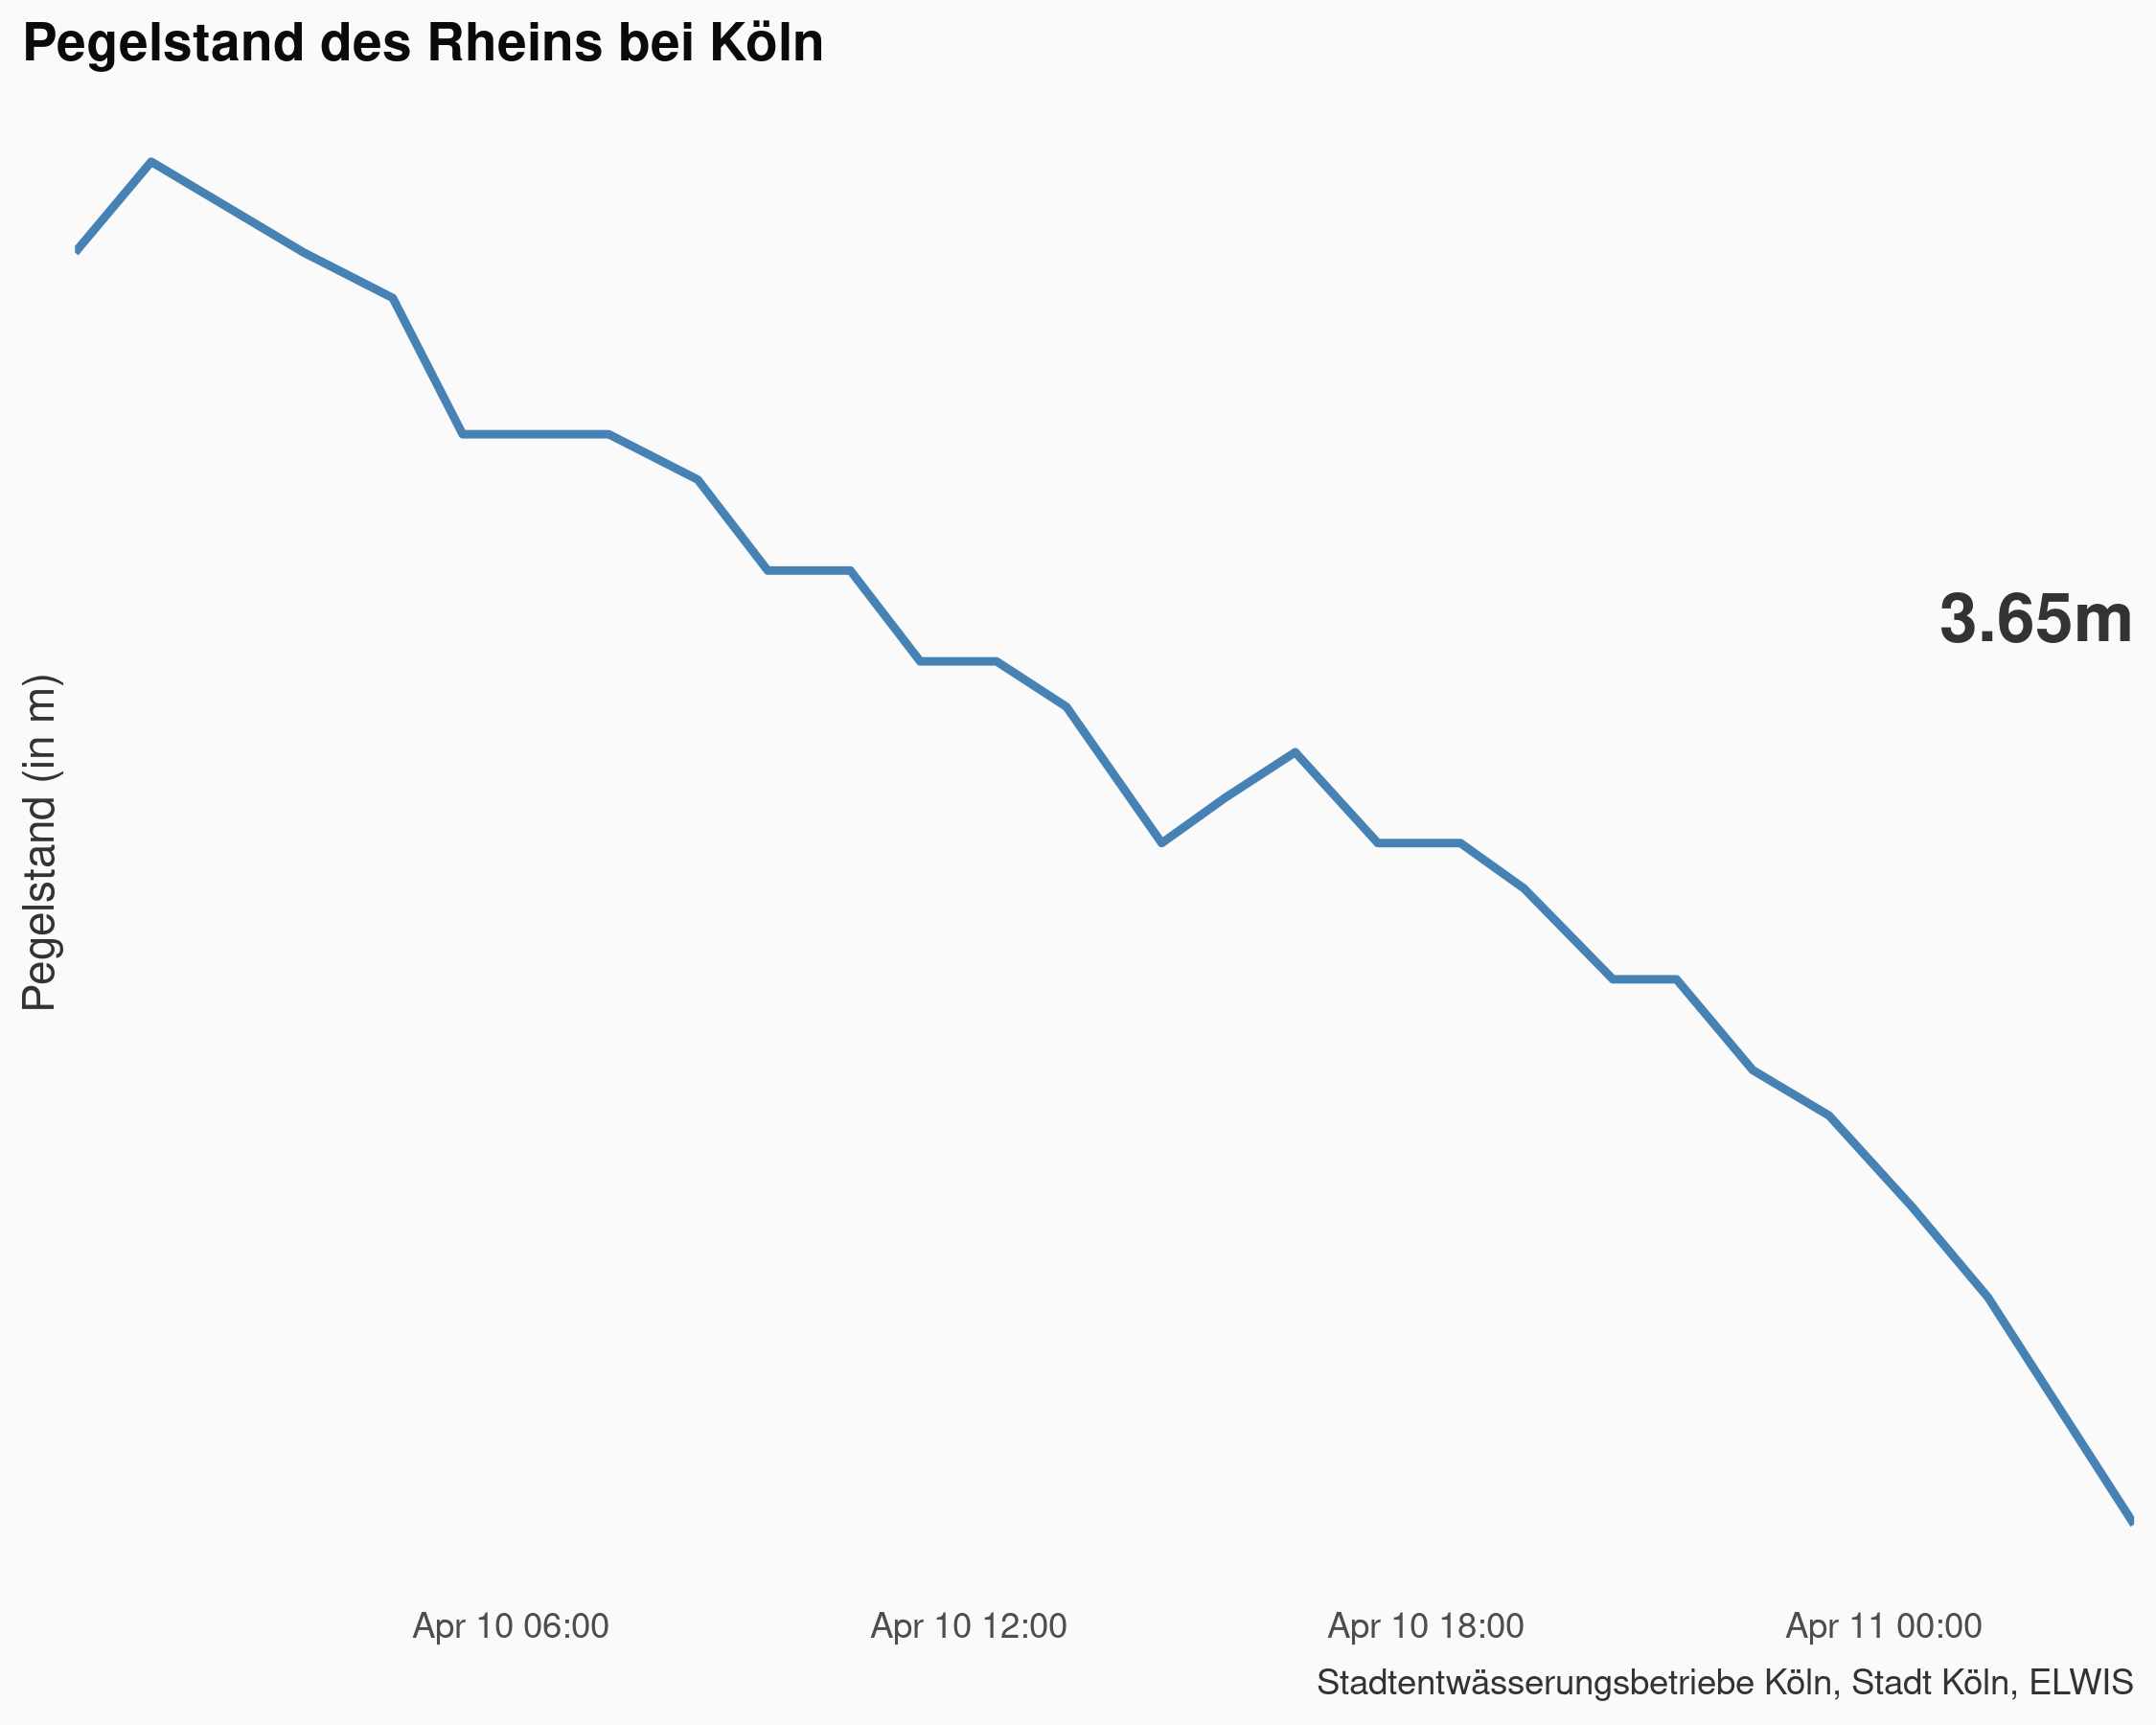 Pegelstand des Rheins bei Köln
Pegelstand (in m)
3.65m
Apr 10 06:00 Apr 10 12:00 Apr 10 18:00 Apr 11 00:00
Stadtentwässerungsbetriebe Köln, Stadt Köln, ELWIS